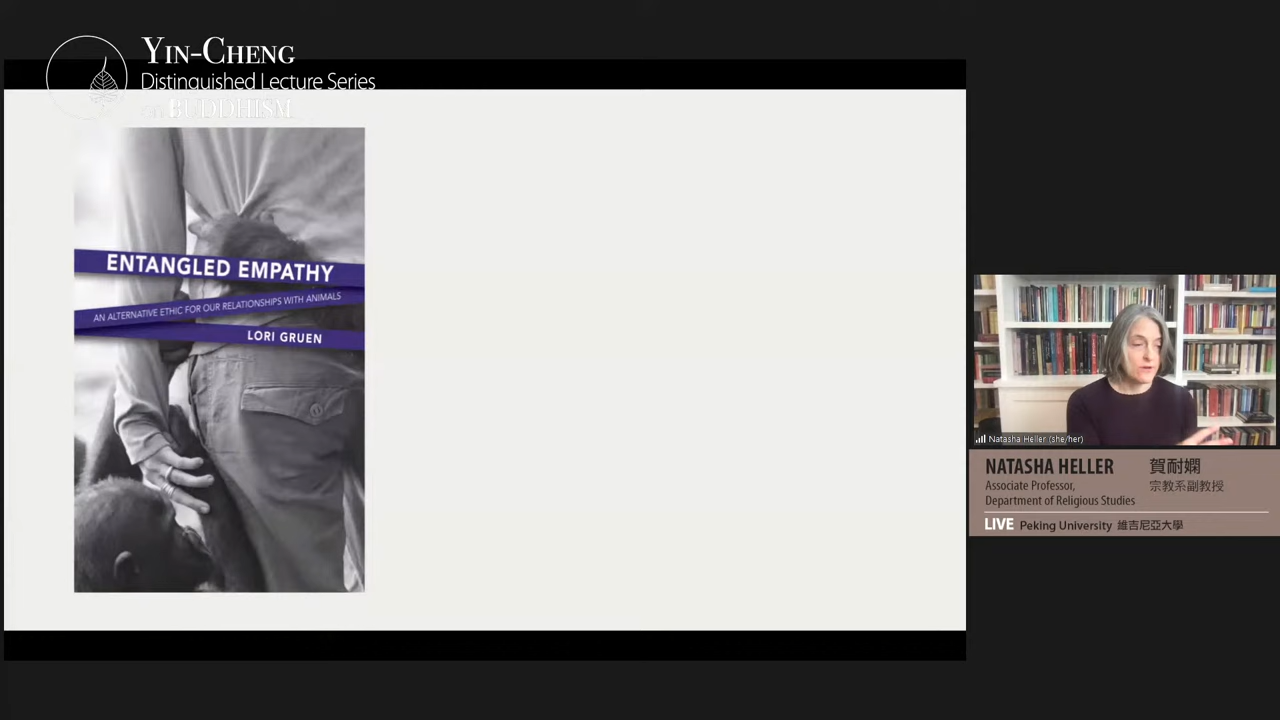 YIN-CHENG
Distinguished Lecture Series
on BUDDHISM
ENTANGLED EMPATHY
AN ALTERNATIVE ETHIC FOR OUR RELATIONSHIPS WITH ANIMALS
LORI GRUEN
Natasha Heller (she/her)
NATASHA HELLER 賀耐嫻
Associate Professor, 宗教系副教授
Department of Religious Studies
LIVE Peking University 維吉尼亞大學